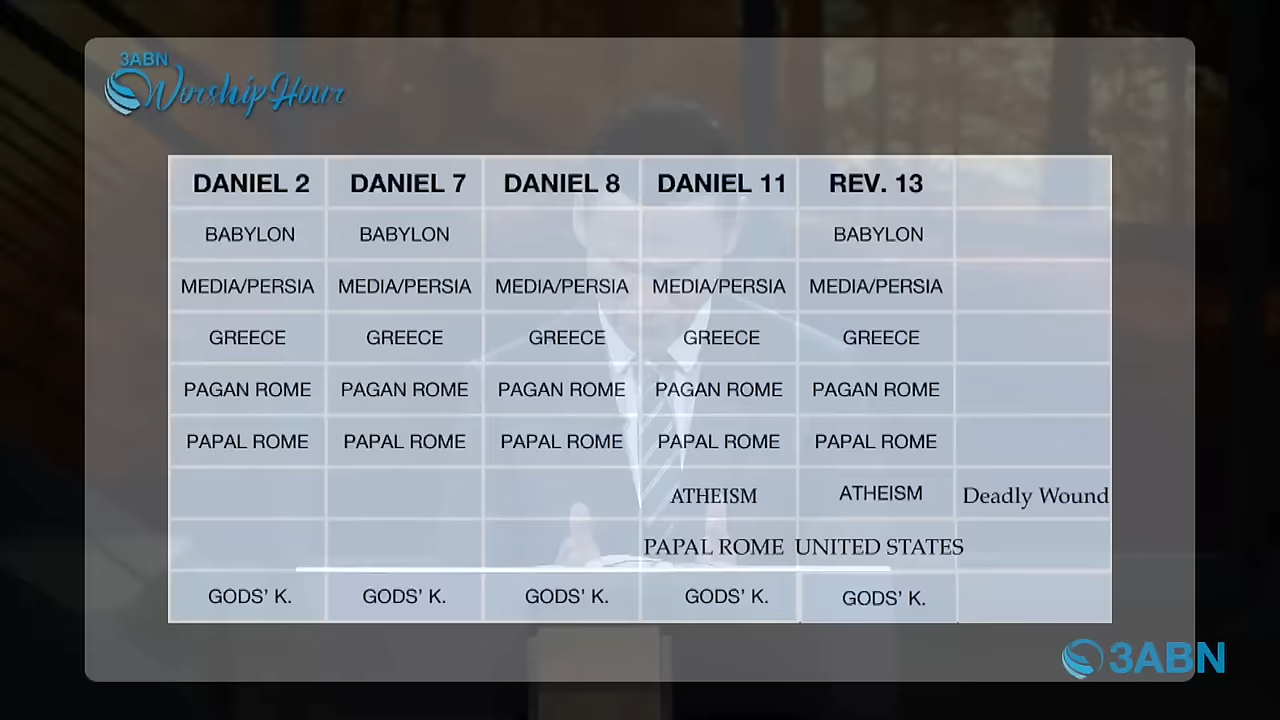 3ABN
Worship Hour
DANIEL 2 DANIEL 7 DANIEL 8 DANIEL 11 REV. 13
BABYLON BABYLON BABYLON
MEDIA/PERSIA MEDIA/PERSIA MEDIA/PERSIA MEDIA/PERSIA MEDIA/PERSIA
GREECE GREECE GREECE GREECE GREECE
PAGAN ROME PAGAN ROME PAGAN ROME PAGAN ROME PAGAN ROME
PAPAL ROME PAPAL ROME PAPAL ROME PAPAL ROME PAPAL ROME
ATHEISM ATHEISM Deadly Wound
PAPAL ROME UNITED STATES
GODS’ K. GODS’ K. GODS’ K. GODS’ K. GODS’ K.
3ABN